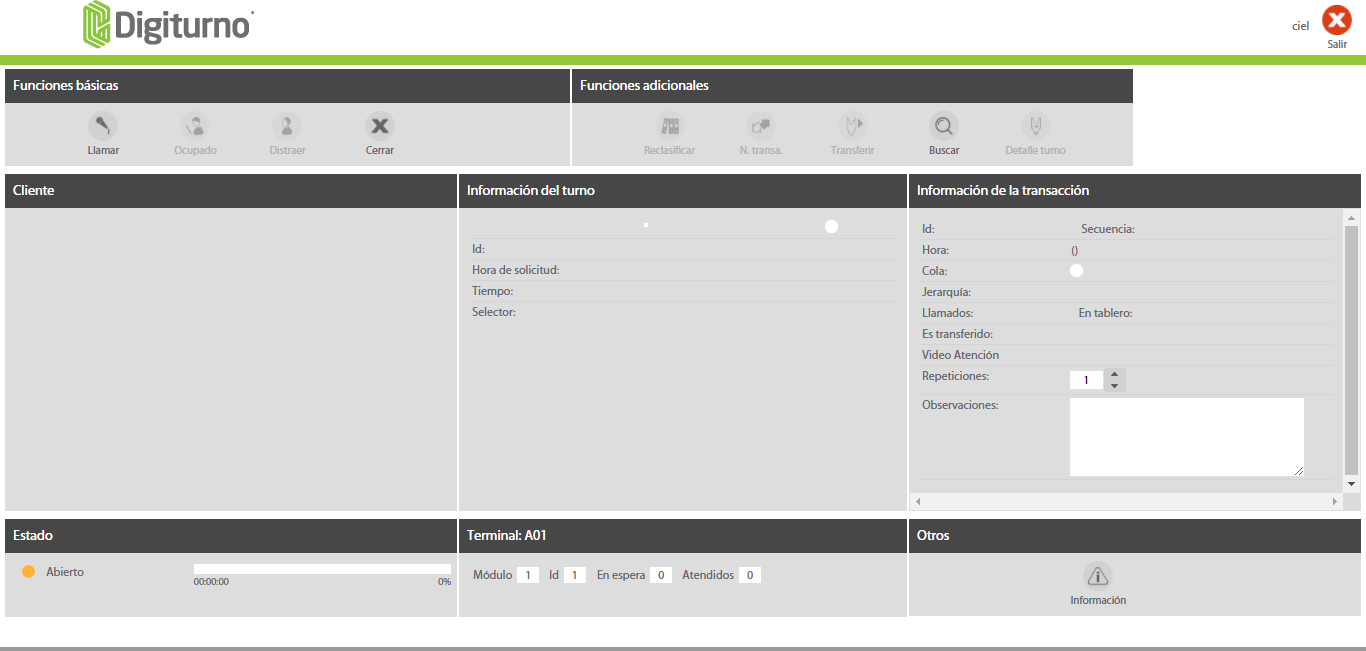 Digiturno
ciel
Salir
Funciones básicas
Funciones adicionales
Llamar
Ocupado
Distraer
Cerrar
Reclasificar
N. transa.
Transferir
Buscar
Detalle turno
Cliente
Información del turno
Id:
Hora de solicitud:
Tiempo:
Selector:
Información de la transacción
Id: Secuencia:
Hora: ()
Cola:
Jerarquía:
Llamados: En tablero:
Es transferido:
Video Atención
Repeticiones: 1
Observaciones:
Estado
Abierto
00:00:00 0%
Terminal: A01
Módulo 1 Id 1 En espera 0 Atendidos 0
Otros
Información